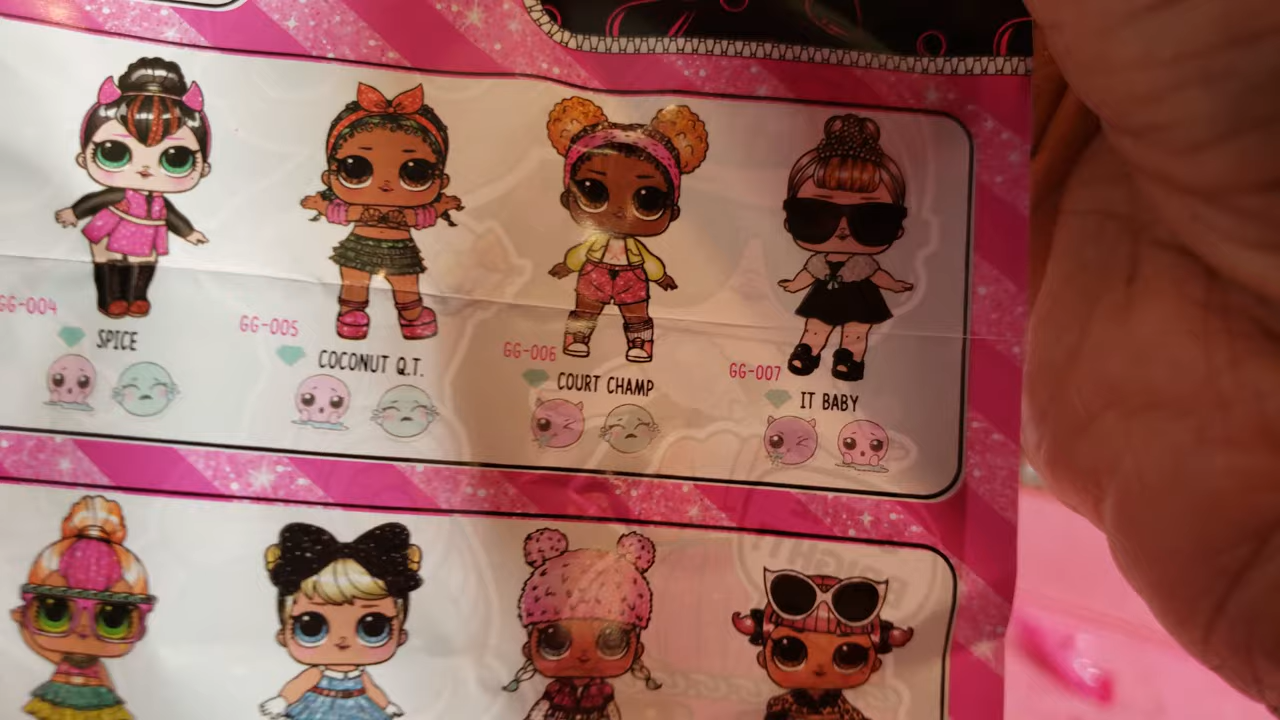 GG-004
SPICE
GG-005
COCONUT Q.T.
GG-006
COURT CHAMP
GG-007
IT BABY